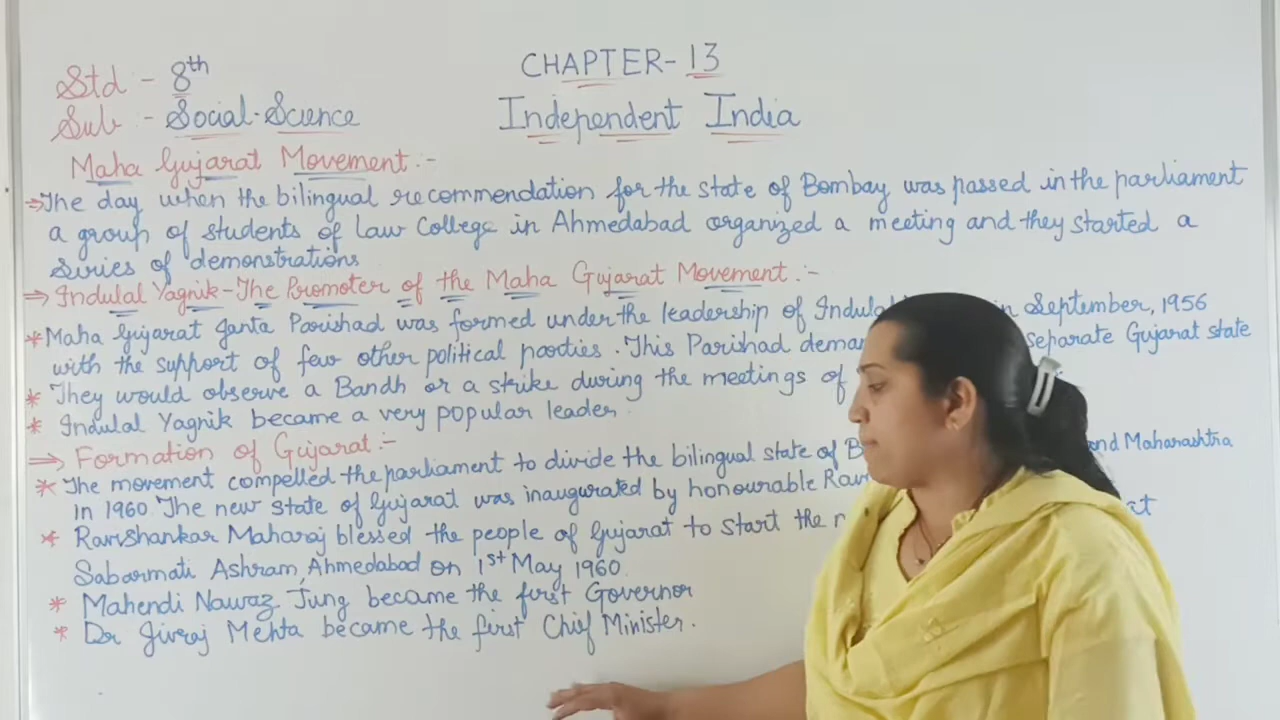 Std :- 8th
CHAPTER-13
Sub :- Social-Science
Independent India
Maha Gujarat Movement :-
⇒ The day when the bilingual recommendation for the state of Bombay was passed in the parliament
a group of students of Law College in Ahmedabad organized a meeting and they started a
series of demonstrations
⇒ Indulal Yagnik-The Promoter of the Maha Gujarat Movement :-
* Maha Gujarat Janta Parishad was formed under the leadership of in September, 1956
with the support of few other political parties. This Parishad separate Gujarat state
* They would observe a Bandh or a strike during the meetings of
* Indulal Yagnik became a very popular leader.
⇒ Formation of Gujarat :-
* The movement compelled the parliament to divide the bilingual state of and Maharashtra
in 1960. The new state of Gujarat was inaugurated by honourable
* Ravishankar Maharaj blessed the people of Gujarat to start the
Sabarmati Ashram, Ahmedabad on 1st May 1960.
* Mahendi Nawaz Jung became the first Governor
* Dr Jivraj Mehta became the first Chief Minister.